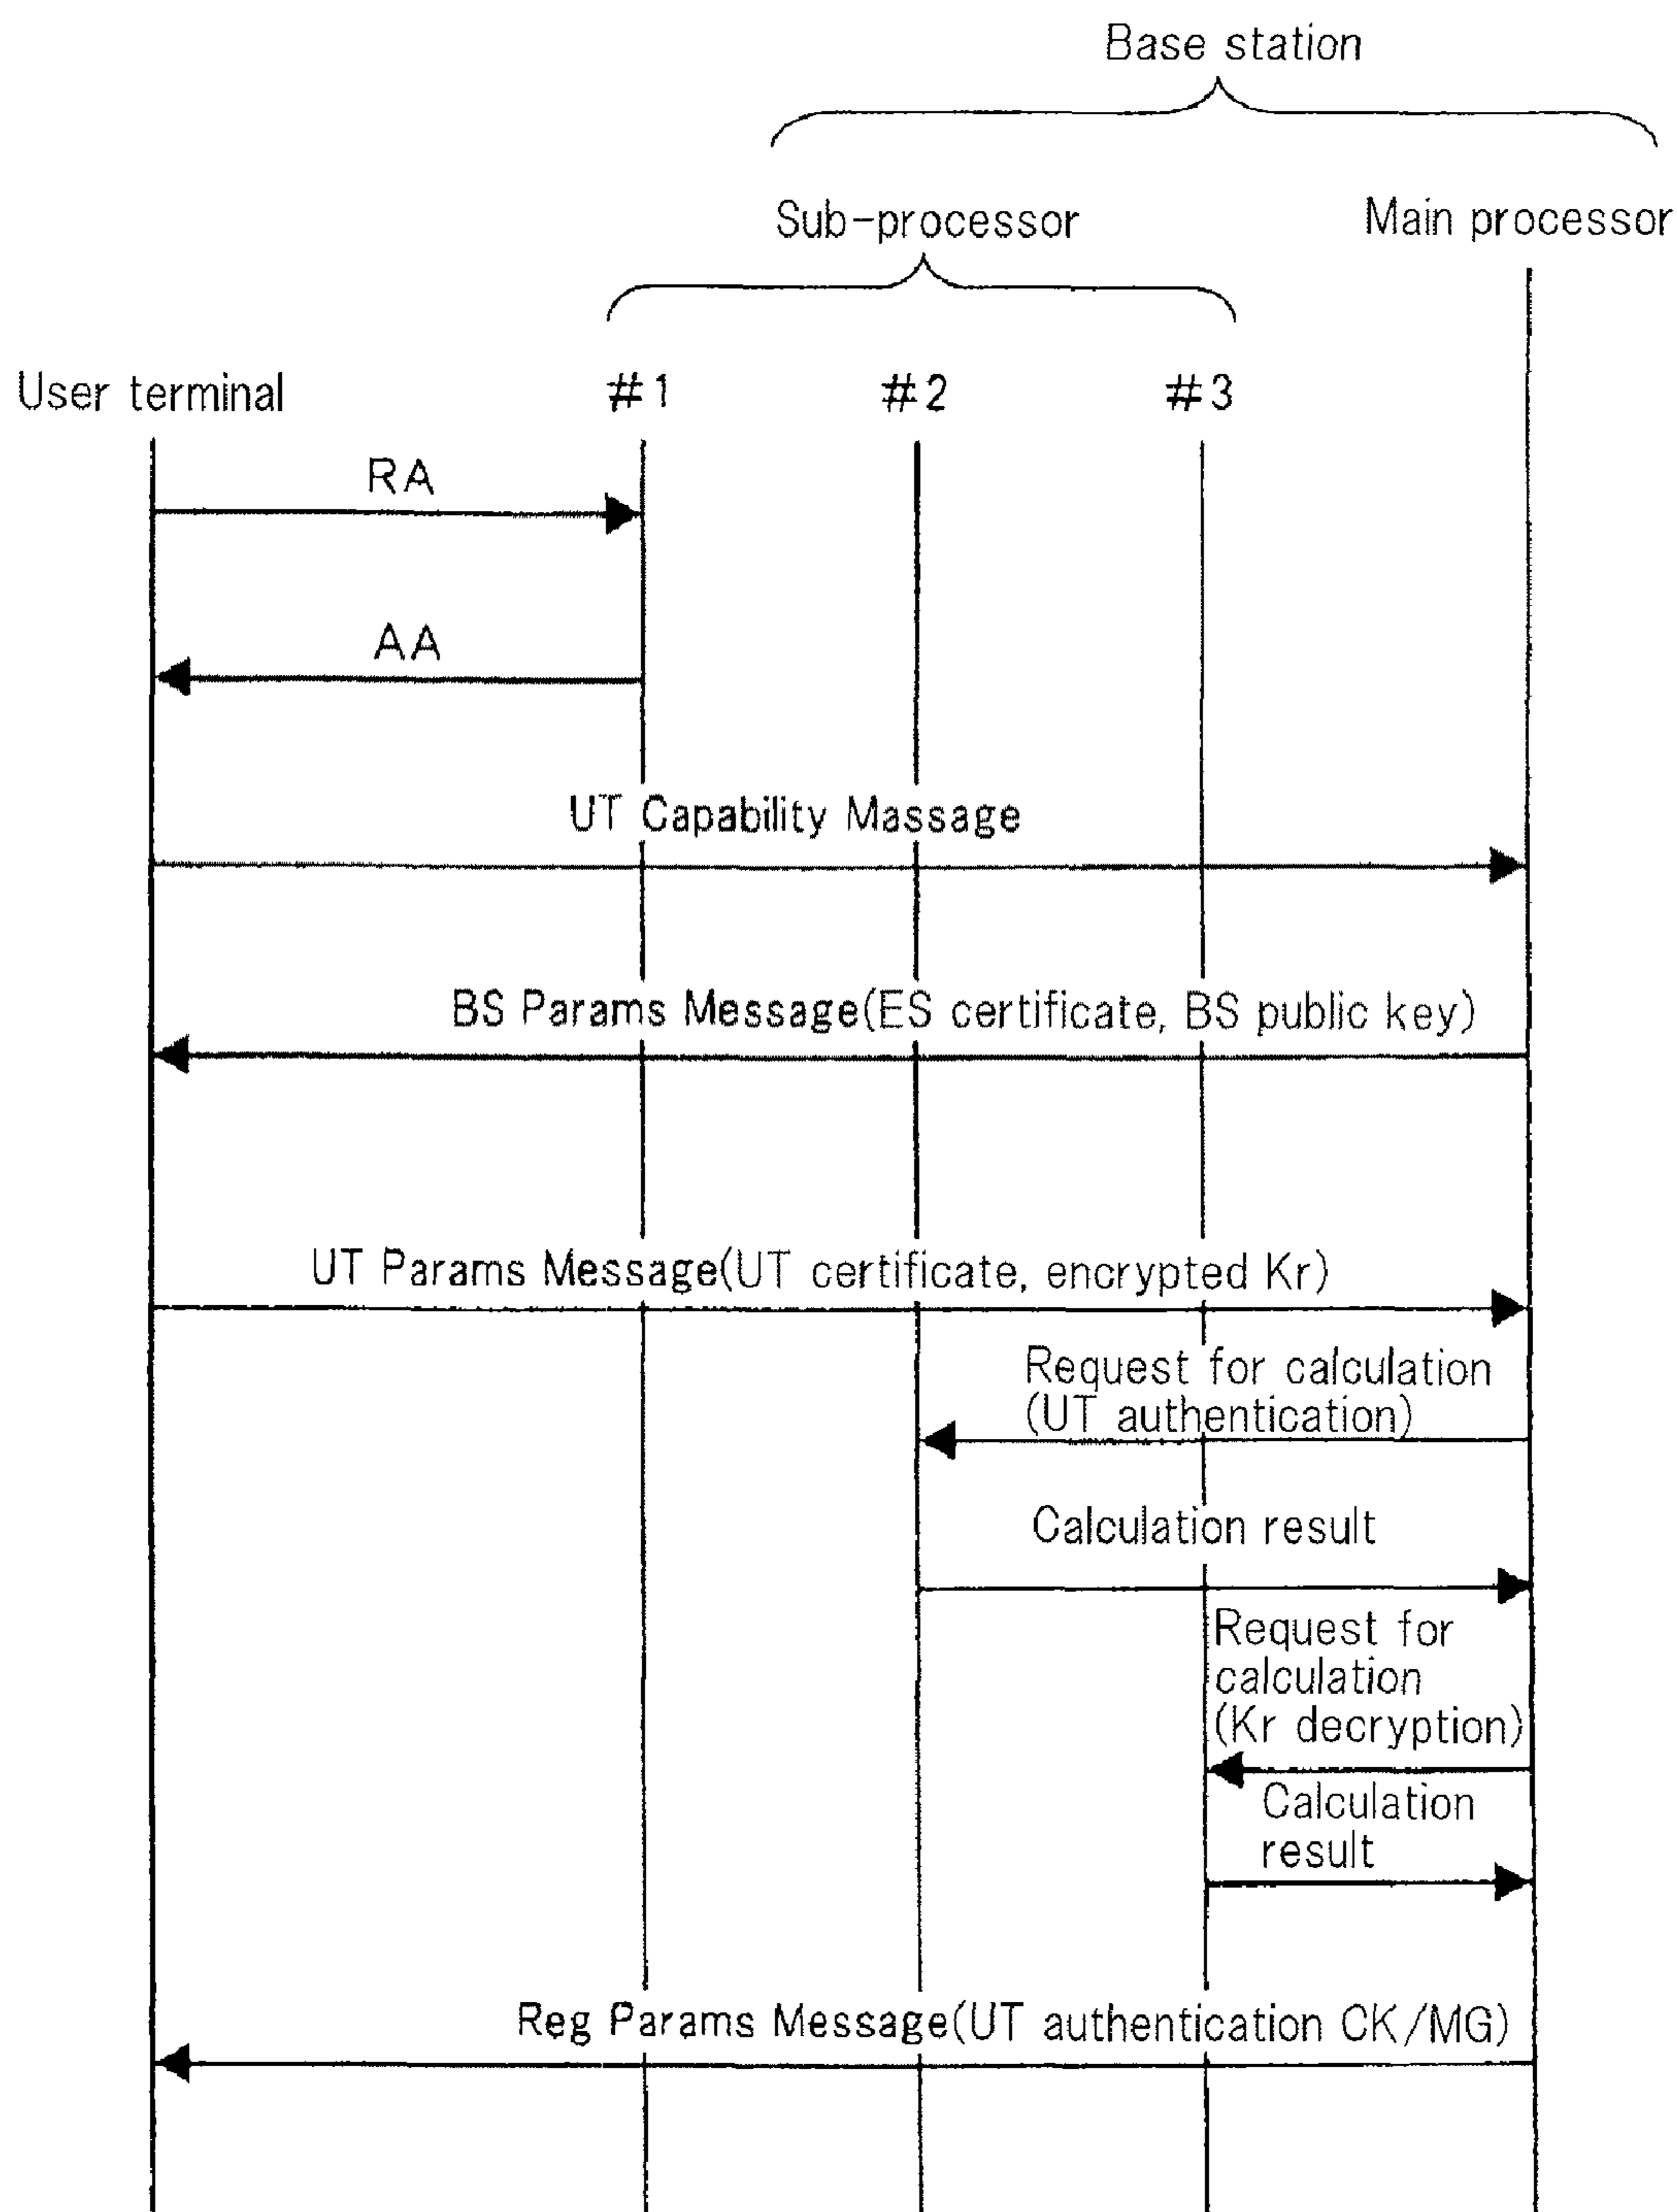 Base station
Sub-processor
Main processor
User terminal
#1
#2
#3
RA
AA
UT Capability Massage
BS Params Message(ES certificate, BS public key)
UT Params Message(UT certificate, encrypted Kr)
Request for calculation
(UT authentication)
Calculation result
Request for
calculation
(Kr decryption)
Calculation
result
Reg Params Message(UT authentication CK/MG)